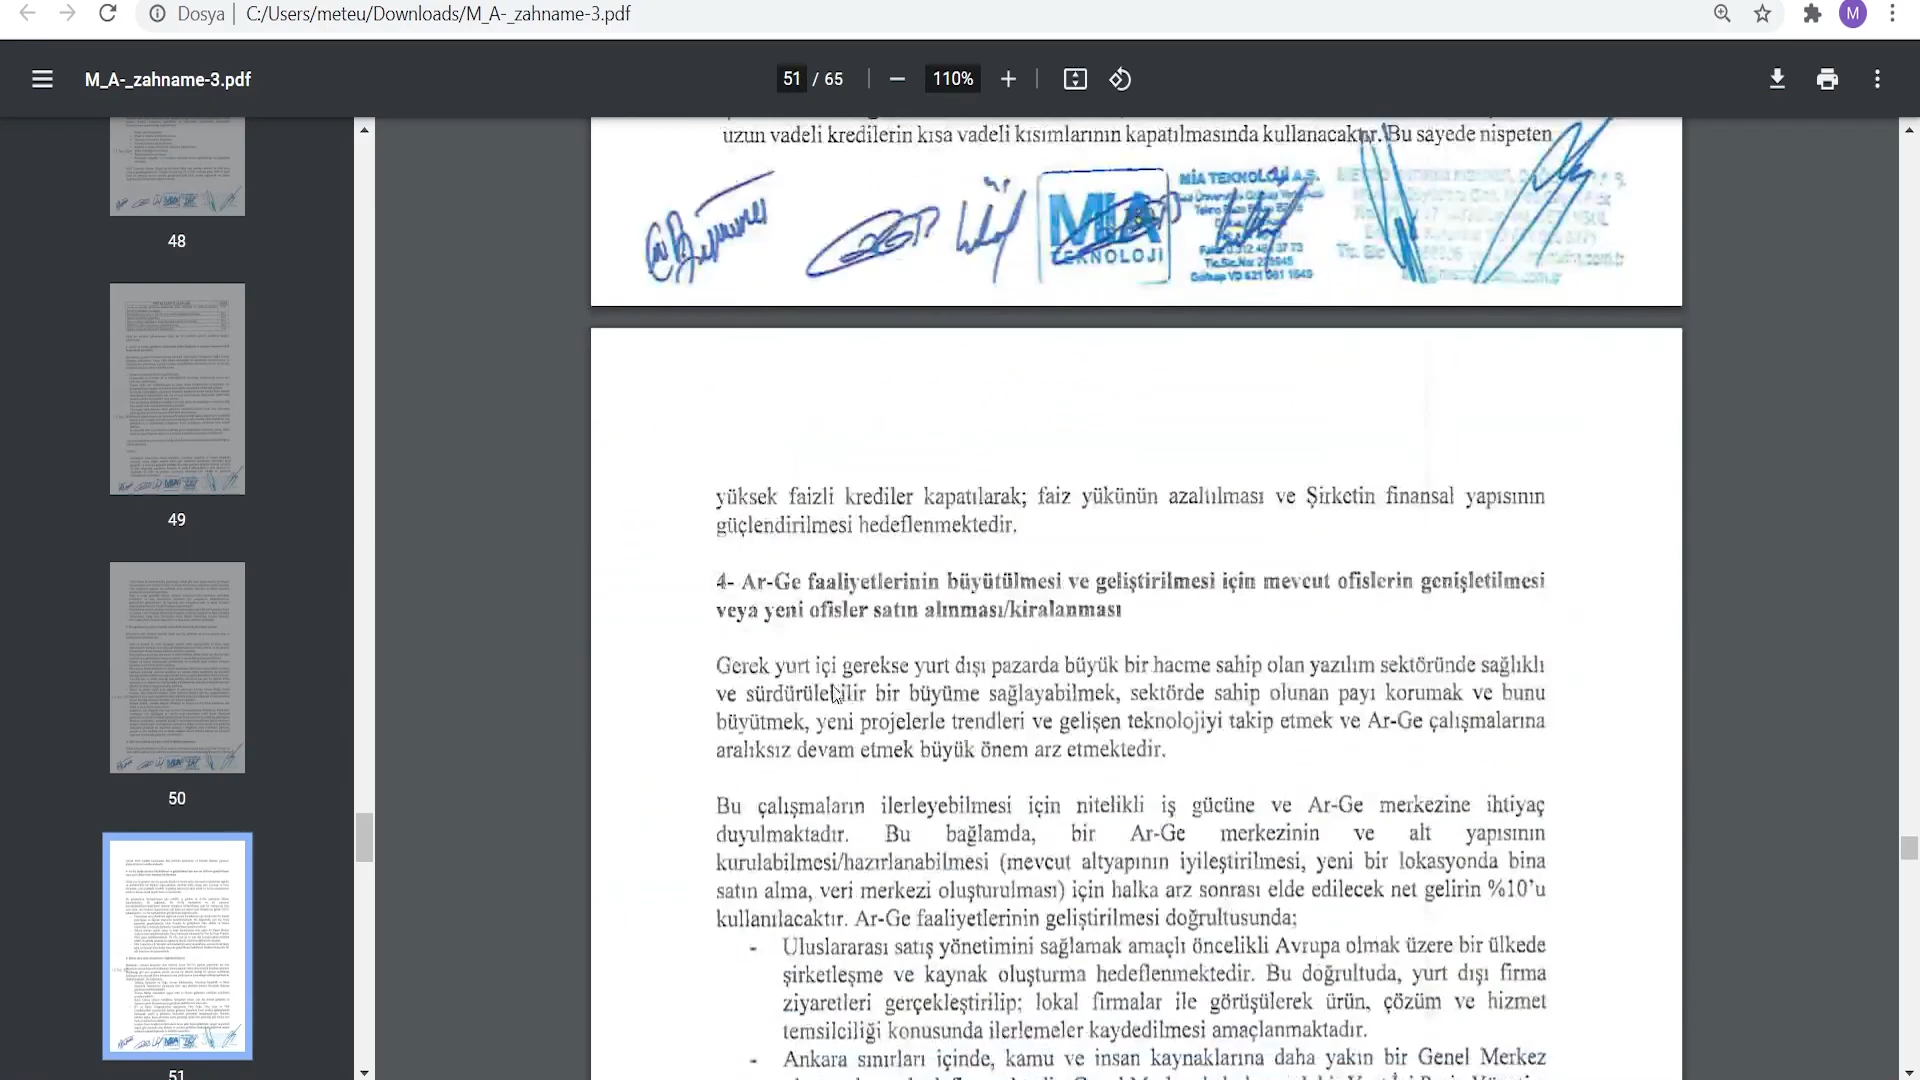 Dosya
C:/Users/meteu/Downloads/M_A-_zahname-3.pdf
M
M_A-_zahname-3.pdf
51 / 65
110%
48
49
50
51
uzun vadeli kredilerin kısa vadeli kısımlarının kapatılmasında kullanacaktır. Bu sayede nispeten
MİA TEKNOLOJİ A.Ş.
MIA
TEKNOLOJİ
yüksek faizli krediler kapatılarak; faiz yükünün azaltılması ve Şirketin finansal yapısının
güçlendirilmesi hedeflenmektedir.
4- Ar-Ge faaliyetlerinin büyütülmesi ve geliştirilmesi için mevcut ofislerin genişletilmesi
veya yeni ofisler satın alınması/kiralanması
Gerek yurt içi gerekse yurt dışı pazarda büyük bir hacme sahip olan yazılım sektöründe sağlıklı
ve sürdürülebilir bir büyüme sağlayabilmek, sektörde sahip olunan payı korumak ve bunu
büyütmek, yeni projelerle trendleri ve gelişen teknolojiyi takip etmek ve Ar-Ge çalışmalarına
aralıksız devam etmek büyük önem arz etmektedir.
Bu çalışmaların ilerleyebilmesi için nitelikli iş gücüne ve Ar-Ge merkezine ihtiyaç
duyulmaktadır. Bu bağlamda, bir Ar-Ge merkezinin ve alt yapısının
kurulabilmesi/hazırlanabilmesi (mevcut altyapının iyileştirilmesi, yeni bir lokasyonda bina
satın alma, veri merkezi oluşturulması) için halka arz sonrası elde edilecek net gelirin %10'u
kullanılacaktır. Ar-Ge faaliyetlerinin geliştirilmesi doğrultusunda;
- Uluslararası satış yönetimini sağlamak amaçlı öncelikli Avrupa olmak üzere bir ülkede
şirketleşme ve kaynak oluşturma hedeflenmektedir. Bu doğrultuda, yurt dışı firma
ziyaretleri gerçekleştirilip; lokal firmalar ile görüşülerek ürün, çözüm ve hizmet
temsilciliği konusunda ilerlemeler kaydedilmesi amaçlanmaktadır.
- Ankara sınırları içinde, kamu ve insan kaynaklarına daha yakın bir Genel Merkez